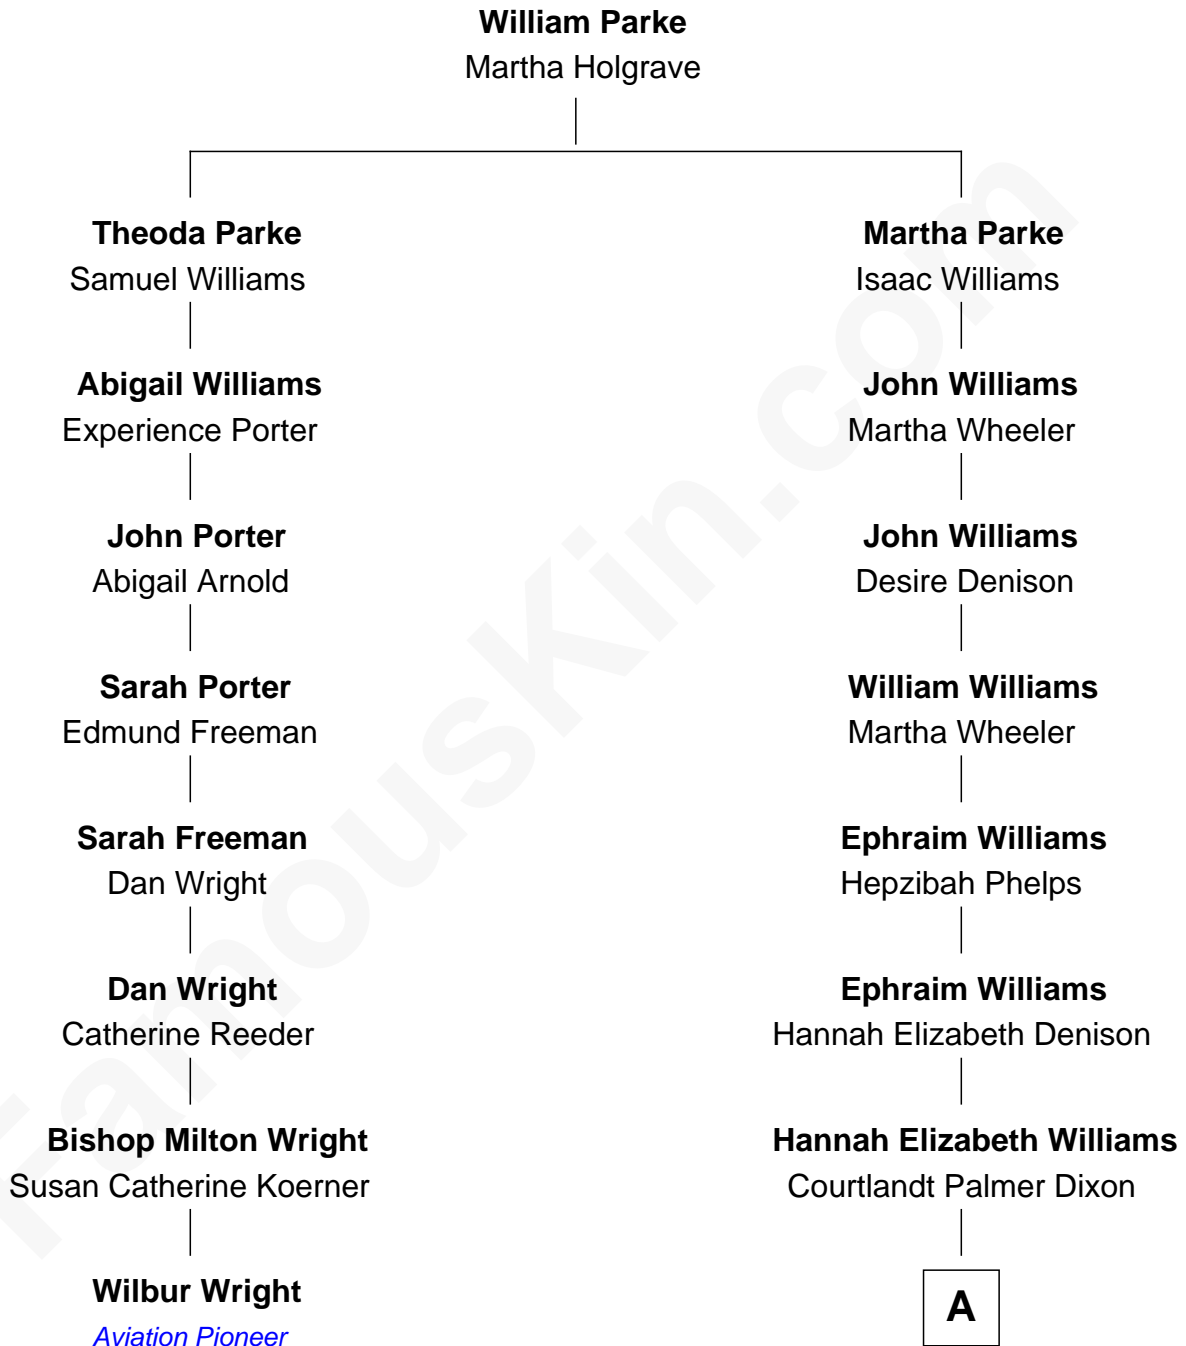 William Parke
Martha Holgrave
Theoda Parke
Samuel Williams
Martha Parke
Isaac Williams
Abigail Williams
Experience Porter
John Williams
Martha Wheeler
John Porter
Abigail Arnold
John Williams
Desire Denison
Sarah Porter
Edmund Freeman
William Williams
Martha Wheeler
Sarah Freeman
Dan Wright
Ephraim Williams
Hepzibah Phelps
Dan Wright
Catherine Reeder
Ephraim Williams
Hannah Elizabeth Denison
Bishop Milton Wright
Susan Catherine Koerner
Hannah Elizabeth Williams
Courtlandt Palmer Dixon
Wilbur Wright
Aviation Pioneer
A
FamousKin.com